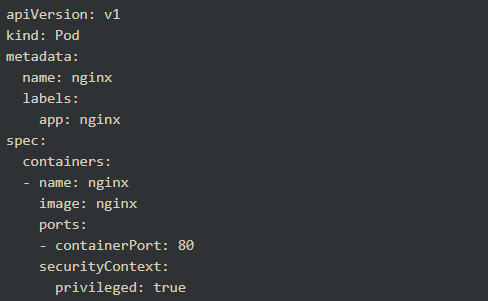 apiVersion: v1
kind: Pod
metadata:
  name: nginx
  labels:
    app: nginx
spec:
  containers:
  - name: nginx
    image: nginx
    ports:
    - containerPort: 80
    securityContext:
      privileged: true